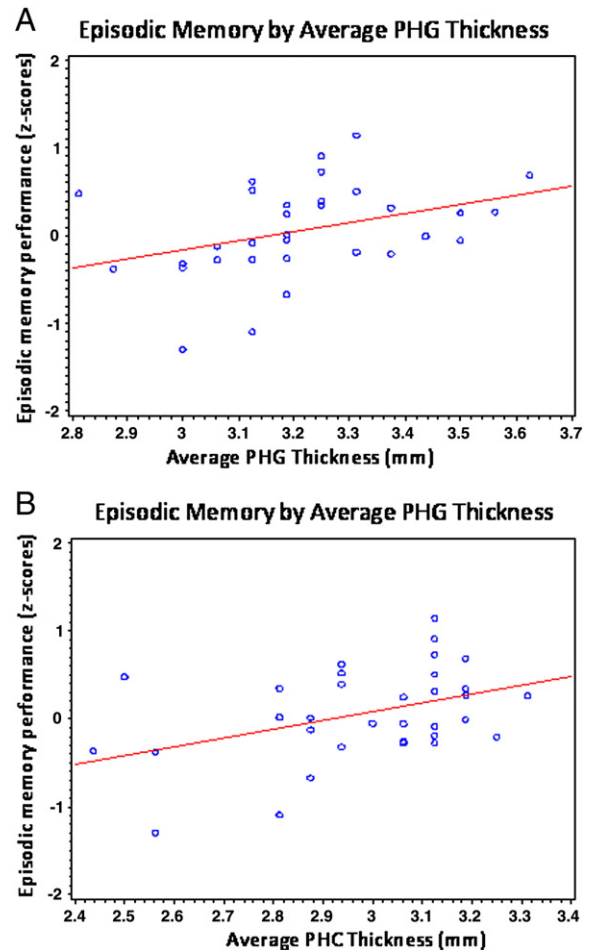 A
Episodic Memory by Average PHG Thickness
Episodic memory performance (z-scores)
2
1
0
-1
-2
2.8 2.9 3 3.1 3.2 3.3 3.4 3.5 3.6 3.7
Average PHG Thickness (mm)
B
Episodic Memory by Average PHG Thickness
Episodic memory performance (z-scores)
2
1
0
-1
-2
2.4 2.5 2.6 2.7 2.8 2.9 3 3.1 3.2 3.3 3.4
Average PHC Thickness (mm)